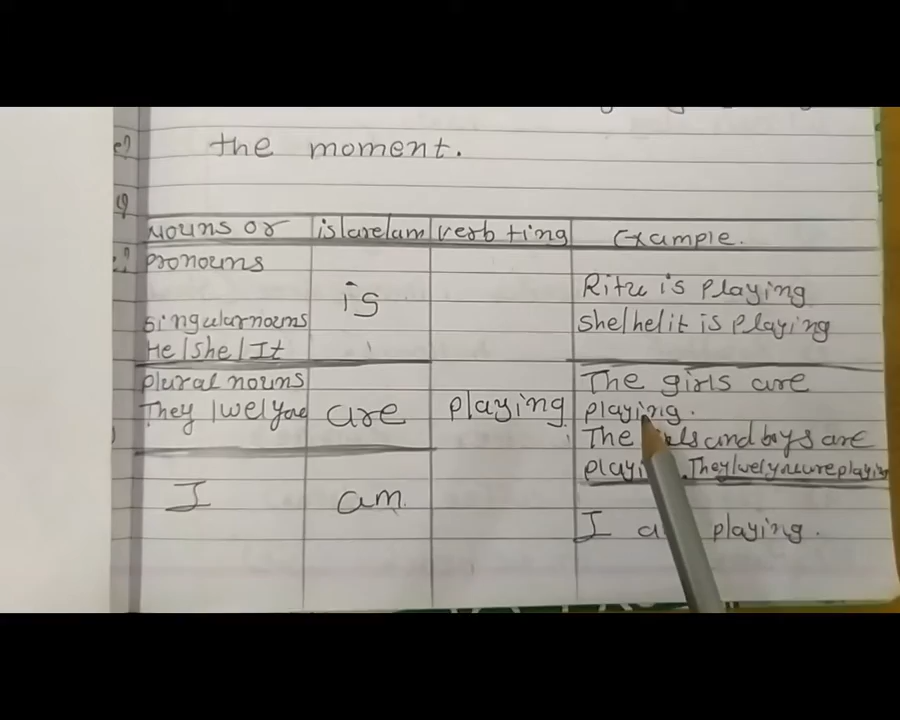 the moment.
nouns or is/are/am verb + ing Example.
pronouns
Ritu is playing
is
singular nouns She/he/it is playing
He/She/It
plural nouns The girls are
They /we/you are playing playing.
The and boys are
They/we/you are playing
I am I playing.